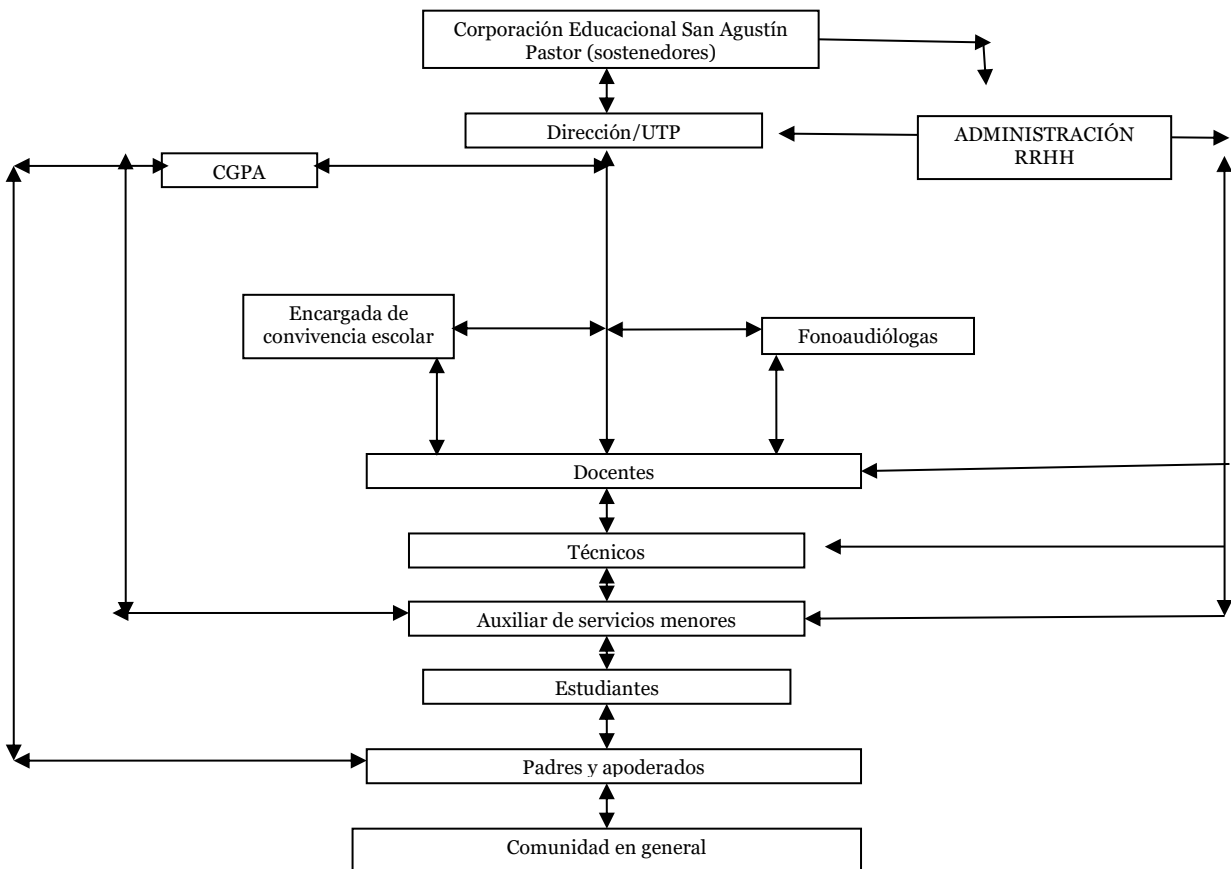 Corporación Educacional San Agustín
Pastor (sostenedores)
Dirección/UTP
ADMINISTRACIÓN
RRHH
CGPA
Encargada de
convivencia escolar
Fonoaudiólogas
Docentes
Técnicos
Auxiliar de servicios menores
Estudiantes
Padres y apoderados
Comunidad en general